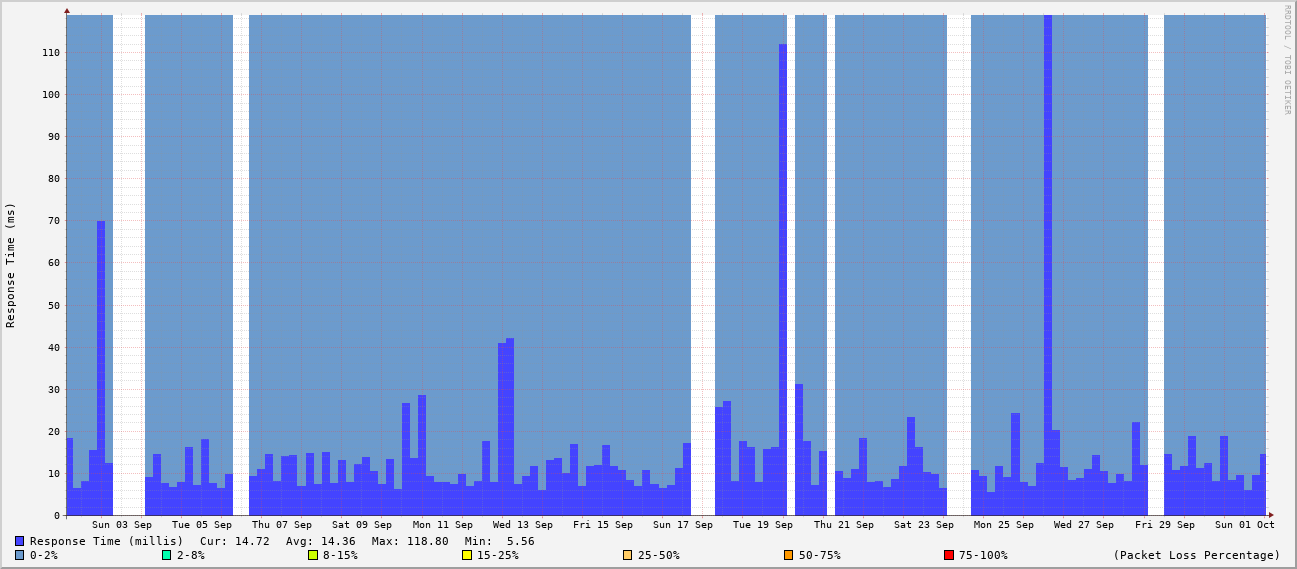 RRDTOOL / TOBI OETIKER
Response Time (ms)
110
100
90
80
70
60
50
40
30
20
10
0
Sun 03 Sep Tue 05 Sep Thu 07 Sep Sat 09 Sep Mon 11 Sep Wed 13 Sep Fri 15 Sep Sun 17 Sep Tue 19 Sep Thu 21 Sep Sat 23 Sep Mon 25 Sep Wed 27 Sep Fri 29 Sep Sun 01 Oct
Response Time (millis) Cur: 14.72 Avg: 14.36 Max: 118.80 Min: 5.56
0-2% 2-8% 8-15% 15-25% 25-50% 50-75% 75-100% (Packet Loss Percentage)